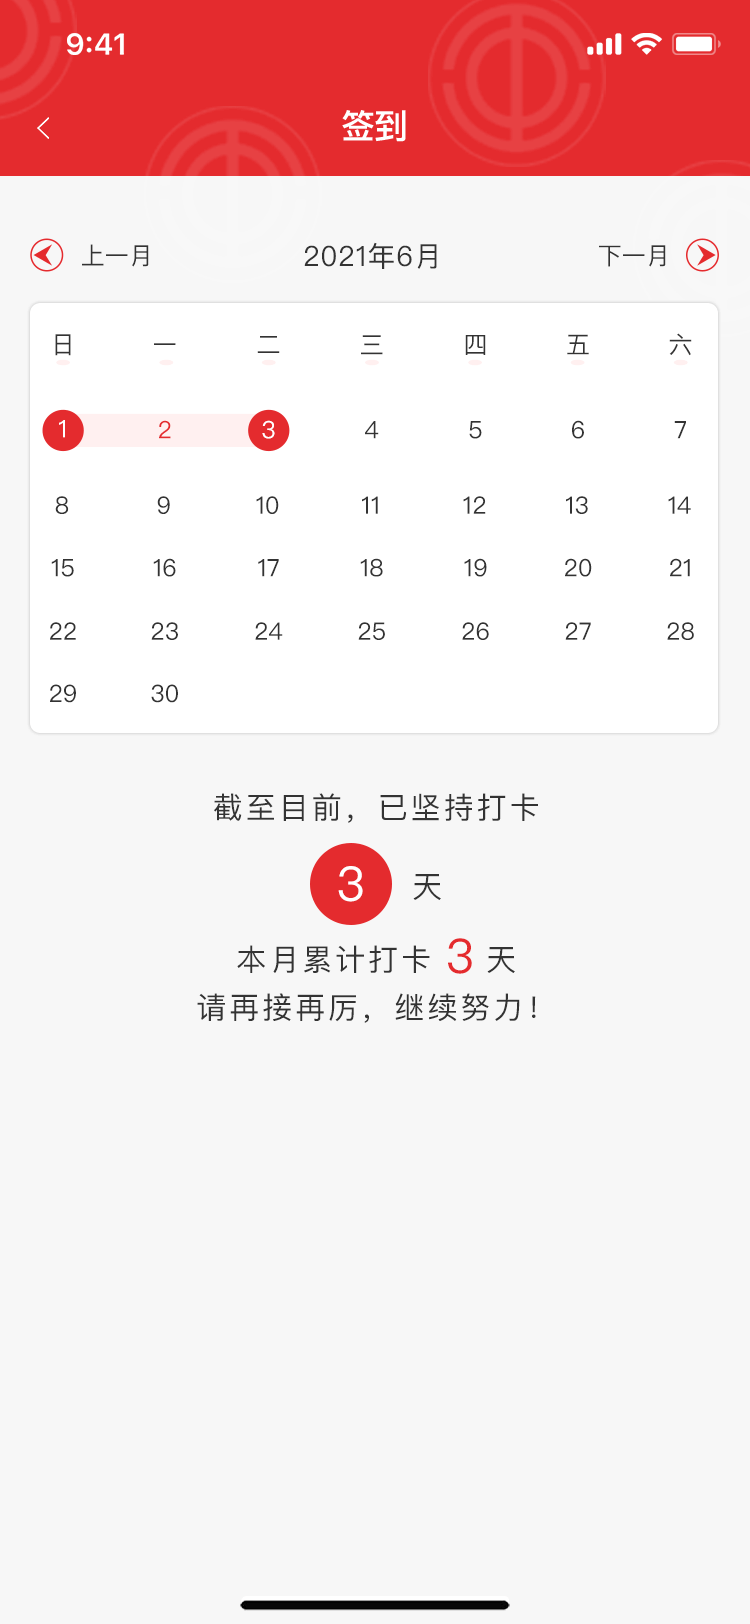 9:41
签到
上一月 2021年6月 下一月
日 一 二 三 四 五 六
1 2 3 4 5 6 7
8 9 10 11 12 13 14
15 16 17 18 19 20 21
22 23 24 25 26 27 28
29 30
截至目前，已坚持打卡
3 天
本月累计打卡 3 天
请再接再厉，继续努力！